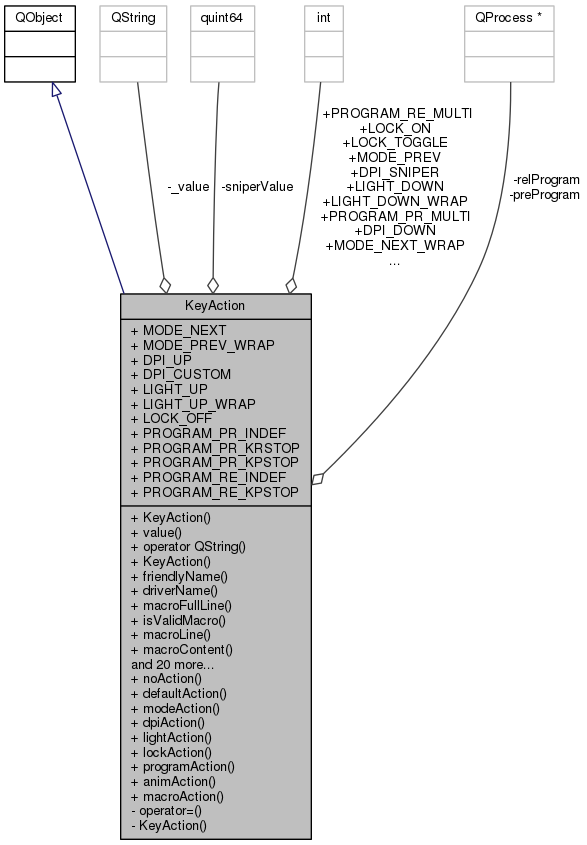 QObject
QString
quint64
int
QProcess *
+PROGRAM_RE_MULTI
+LOCK_ON
+LOCK_TOGGLE
+MODE_PREV
+DPI_SNIPER
+LIGHT_DOWN
+LIGHT_DOWN_WRAP
+PROGRAM_PR_MULTI
+DPI_DOWN
+MODE_NEXT_WRAP
...
-_value
-sniperValue
-relProgram
-preProgram
KeyAction
+ MODE_NEXT
+ MODE_PREV_WRAP
+ DPI_UP
+ DPI_CUSTOM
+ LIGHT_UP
+ LIGHT_UP_WRAP
+ LOCK_OFF
+ PROGRAM_PR_INDEF
+ PROGRAM_PR_KRSTOP
+ PROGRAM_PR_KPSTOP
+ PROGRAM_RE_INDEF
+ PROGRAM_RE_KPSTOP
+ KeyAction()
+ value()
+ operator QString()
+ KeyAction()
+ friendlyName()
+ driverName()
+ macroFullLine()
+ isValidMacro()
+ macroLine()
+ macroContent()
and 20 more...
+ noAction()
+ defaultAction()
+ modeAction()
+ dpiAction()
+ lightAction()
+ lockAction()
+ programAction()
+ animAction()
+ macroAction()
- operator=()
- KeyAction()